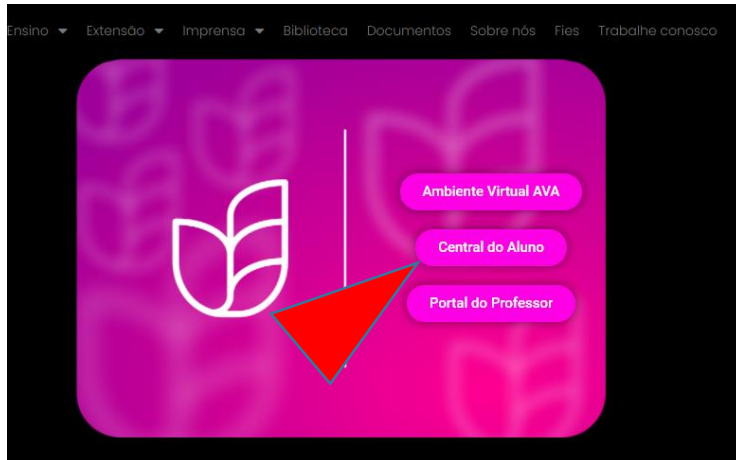 Ensino Extensão Imprensa Biblioteca Documentos Sobre nós Fies Trabalhe conosco
Ambiente Virtual AVA
Central do Aluno
Portal do Professor